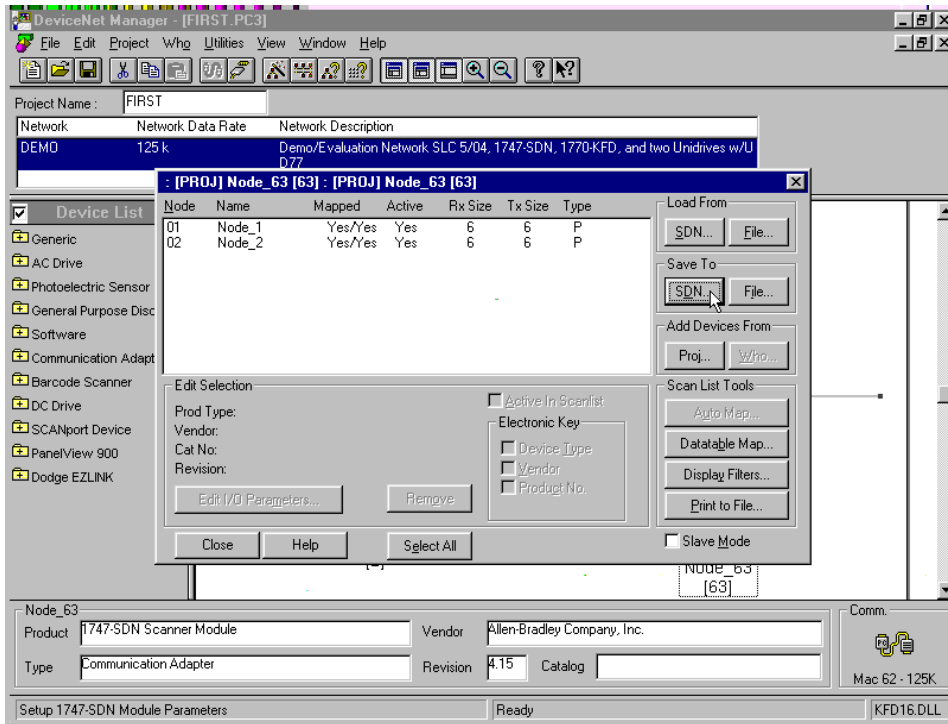 DeviceNet Manager - [FIRST.PC3]
File Edit Project Who Utilities View Window Help
Project Name : FIRST
Network Network Data Rate Network Description
DEMO 125 k Demo/Evaluation Network SLC 5/04, 1747-SDN, 1770-KFD, and two Unidrives w/U
D77
: [PROJ] Node_63 [63] : [PROJ] Node_63 [63]
Node Name Mapped Active Rx Size Tx Size Type
01 Node_1 Yes/Yes Yes 6 6 P
02 Node_2 Yes/Yes Yes 6 6 P
Load From
SDN... File...
Save To
SDN... File...
Add Devices From
Proj... Who...
Scan List Tools
Auto Map...
Datatable Map...
Display Filters...
Print to File...
Slave Mode
Edit Selection
Prod Type:
Vendor:
Cat No:
Revision:
Active In Scanlist
Electronic Key
Device Type
Vendor
Product No.
Edit I/O Parameters... Remove
Close Help Select All
Device List
Generic
AC Drive
Photoelectric Sensor
General Purpose Disc
Software
Communication Adapt
Barcode Scanner
DC Drive
SCANport Device
PanelView 900
Dodge EZLINK
Node_63
[63]
Node_63
Product 1747-SDN Scanner Module Vendor Allen-Bradley Company, Inc.
Type Communication Adapter Revision 4.15 Catalog
Comm.
Mac 62 - 125K
Setup 1747-SDN Module Parameters Ready KFD16.DLL